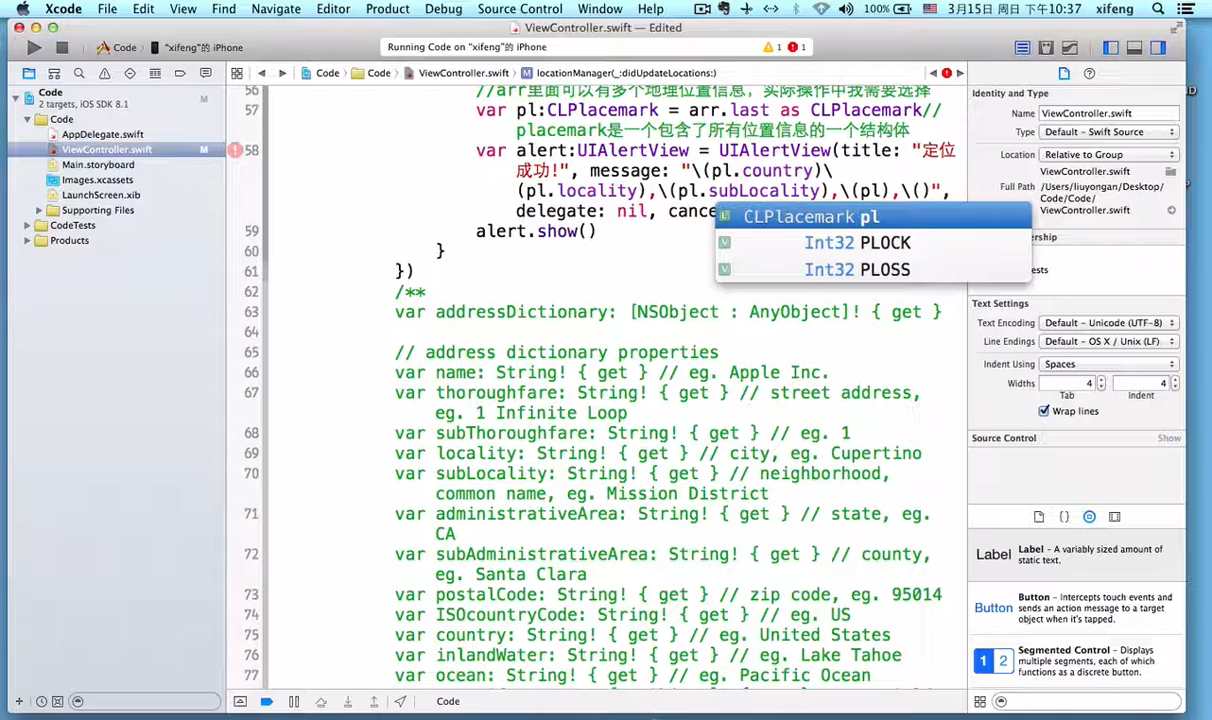 Xcode File Edit View Find Navigate Editor Product Debug Source Control Window Help 100% 3月15日 周日 下午10:37 xifeng
ViewController.swift — Edited
Code "xifeng"的 iPhone Running Code on "xifeng"的 iPhone 1 1
Code Code ViewController.swift M locationManager(_:didUpdateLocations:)
Code M
2 targets, iOS SDK 8.1
Code
AppDelegate.swift
ViewController.swift M
Main.storyboard
Images.xcassets
LaunchScreen.xib
Supporting Files
CodeTests
Products
56 //arr里面可以有多个地理位置信息，实际操作中我需要选择
57 var pl:CLPlacemark = arr.last as CLPlacemark//
placemark是一个包含了所有位置信息的一个结构体
58 var alert:UIAlertView = UIAlertView(title: "定位
成功!", message: "\(pl.country)\
(pl.locality),\(pl.subLocality),\(pl),\()",
delegate: nil, cance
59 alert.show()
60 }
61 })
62 /**
63 var addressDictionary: [NSObject : AnyObject]! { get }
64
65 // address dictionary properties
66 var name: String! { get } // eg. Apple Inc.
67 var thoroughfare: String! { get } // street address,
eg. 1 Infinite Loop
68 var subThoroughfare: String! { get } // eg. 1
69 var locality: String! { get } // city, eg. Cupertino
70 var subLocality: String! { get } // neighborhood,
common name, eg. Mission District
71 var administrativeArea: String! { get } // state, eg.
CA
72 var subAdministrativeArea: String! { get } // county,
eg. Santa Clara
73 var postalCode: String! { get } // zip code, eg. 95014
74 var ISOcountryCode: String! { get } // eg. US
75 var country: String! { get } // eg. United States
76 var inlandWater: String! { get } // eg. Lake Tahoe
77 var ocean: String! { get } // eg. Pacific Ocean
L CLPlacemark pl
V Int32 PLOCK
V Int32 PLOSS
Code
Identity and Type
Name ViewController.swift
Type Default - Swift Source
Location Relative to Group
ViewController.swift
Full Path /Users/liuyongan/Desktop/
Code/Code/
ViewController.swift
ership
ests
Text Settings
Text Encoding Default - Unicode (UTF-8)
Line Endings Default - OS X / Unix (LF)
Indent Using Spaces
Widths 4 4
Tab Indent
Wrap lines
Source Control Show
Label Label - A variably sized amount of
static text.
Button Button - Intercepts touch events and
sends an action message to a target
object when it's tapped.
1 2 Segmented Control - Displays
multiple segments, each of which
functions as a discrete button.